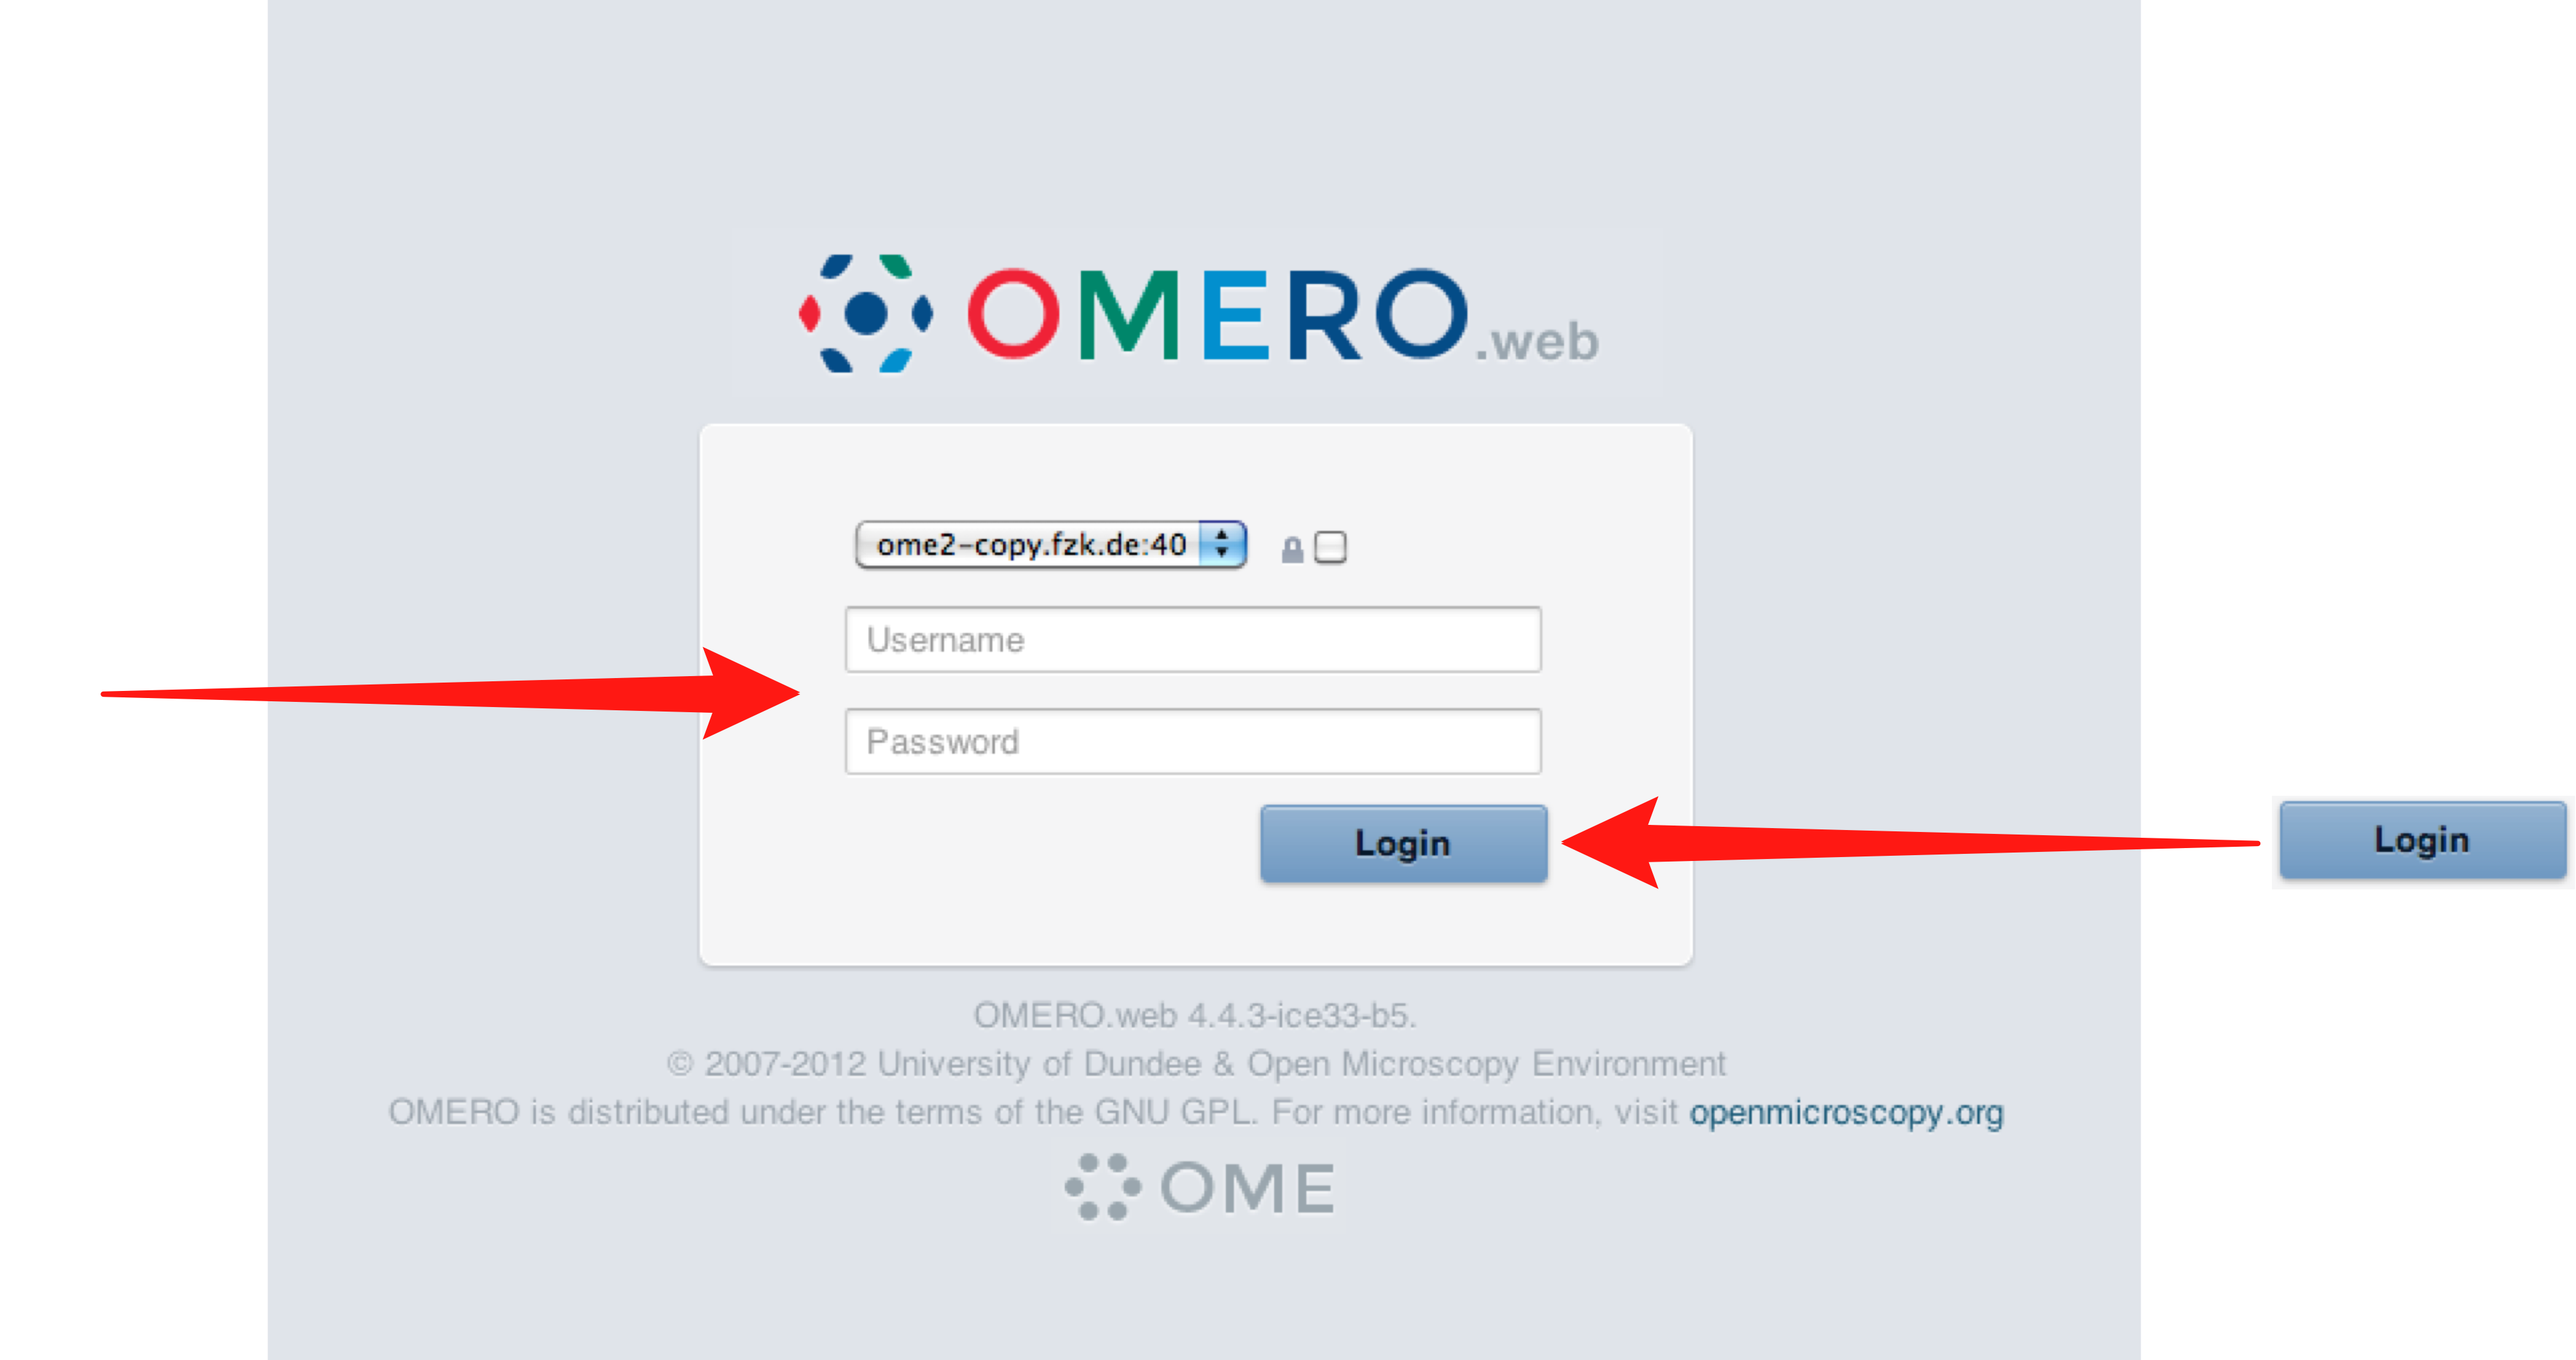 OMERO.web
ome2-copy.fzk.de:40
Username
Password
Login
Login
OMERO.web 4.4.3-ice33-b5.
© 2007-2012 University of Dundee & Open Microscopy Environment
OMERO is distributed under the terms of the GNU GPL. For more information, visit openmicroscopy.org
OME